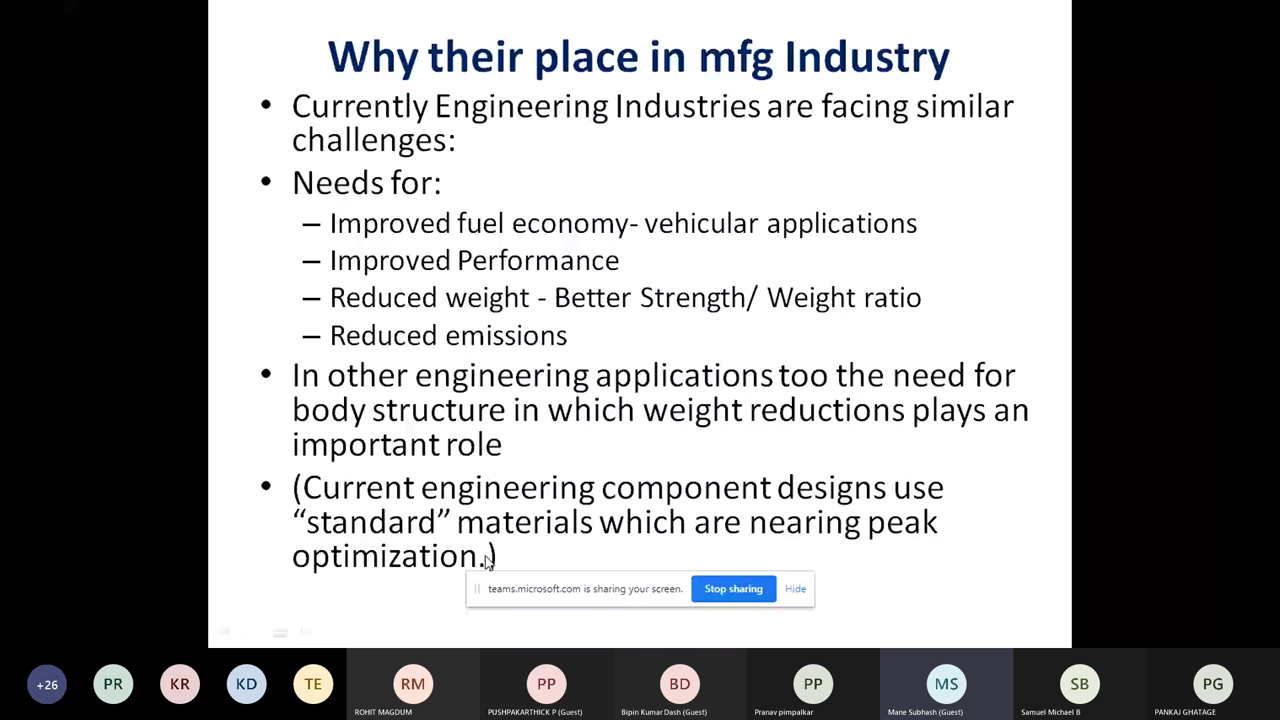 Why their place in mfg Industry
• Currently Engineering Industries are facing similar
challenges:
• Needs for:
– Improved fuel economy- vehicular applications
– Improved Performance
– Reduced weight - Better Strength/ Weight ratio
– Reduced emissions
• In other engineering applications too the need for
body structure in which weight reductions plays an
important role
• (Current engineering component designs use
“standard” materials which are nearing peak
optimization.)
teams.microsoft.com is sharing your screen. Stop sharing Hide
+26 PR KR KD TE RM PP BD PP MS SB PG
ROHIT MAGDUM PUSHPAKARTHICK P (Guest) Bipin Kumar Dash (Guest) Pranav pimpalkar Mane Subhash (Guest) Samuel Michael B PANKAJ GHATAGE